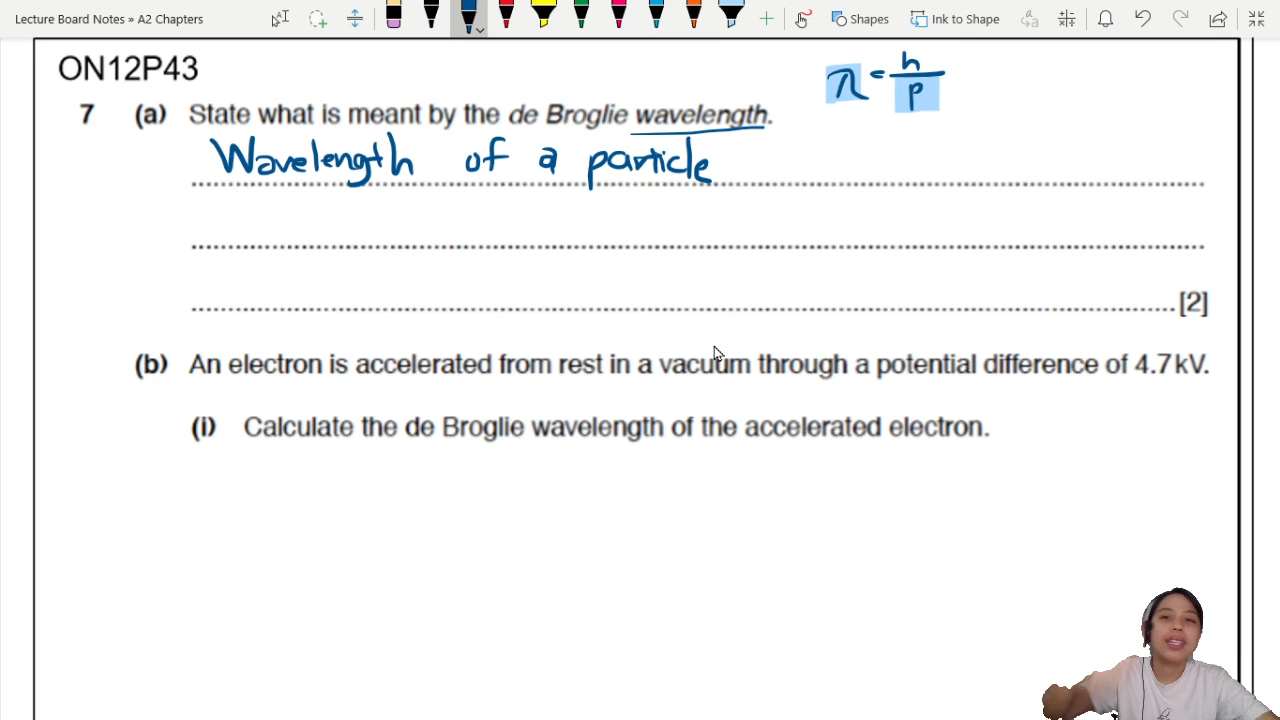 Lecture Board Notes » A2 Chapters
Shapes
Ink to Shape
ON12P43
λ = h/p
7 (a) State what is meant by the de Broglie wavelength.
Wavelength of a particle
[2]
(b) An electron is accelerated from rest in a vacuum through a potential difference of 4.7kV.
(i) Calculate the de Broglie wavelength of the accelerated electron.